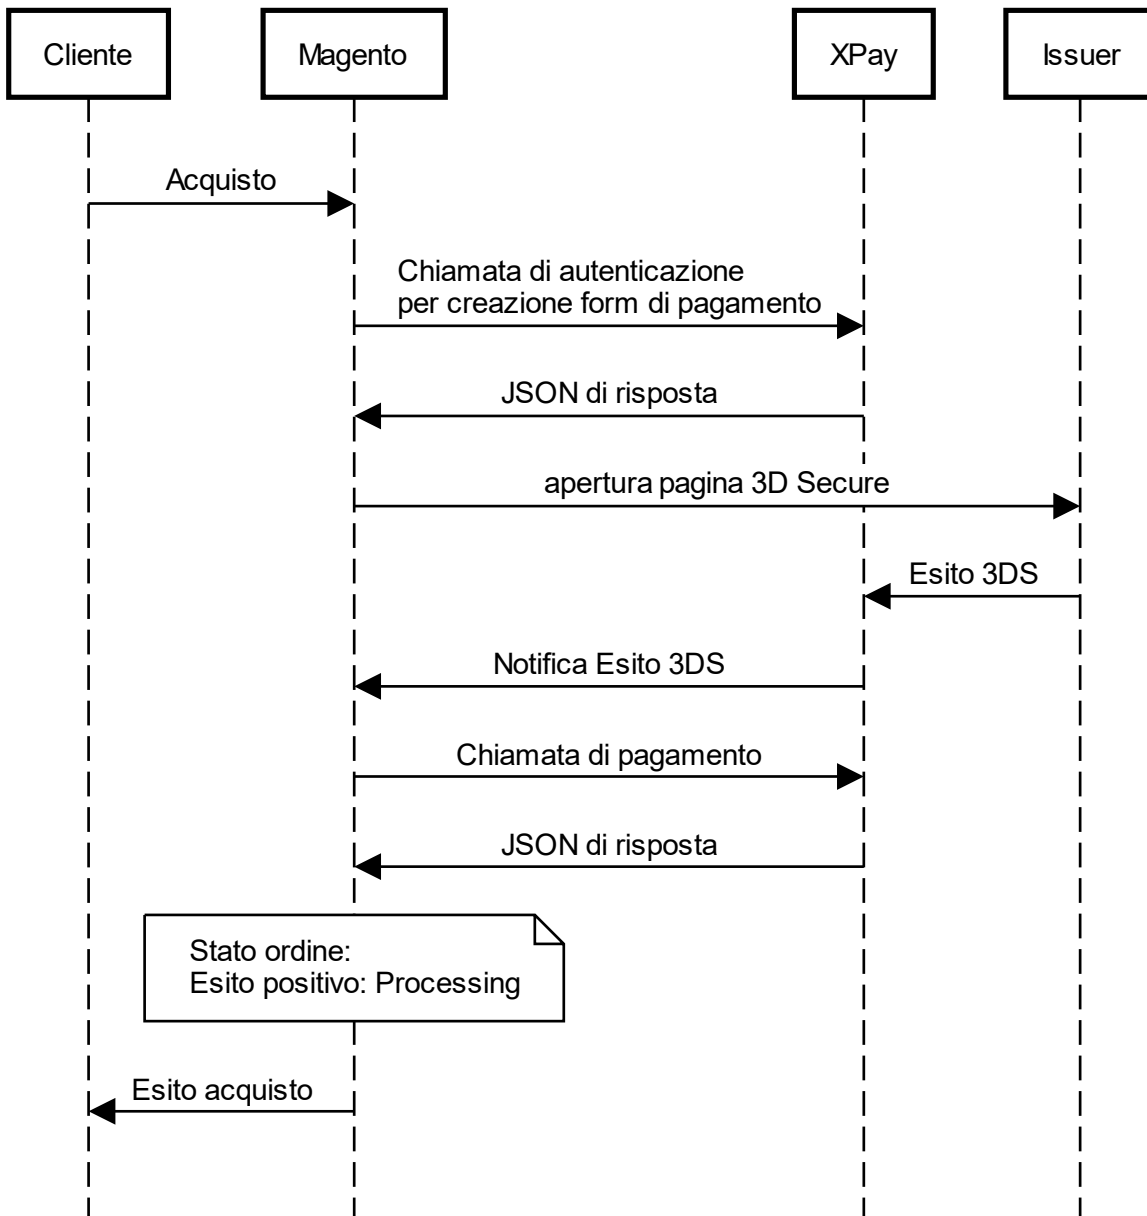 Cliente
Magento
XPay
Issuer
Acquisto
Chiamata di autenticazione
per creazione form di pagamento
JSON di risposta
apertura pagina 3D Secure
Esito 3DS
Notifica Esito 3DS
Chiamata di pagamento
JSON di risposta
Stato ordine:
Esito positivo: Processing
Esito acquisto